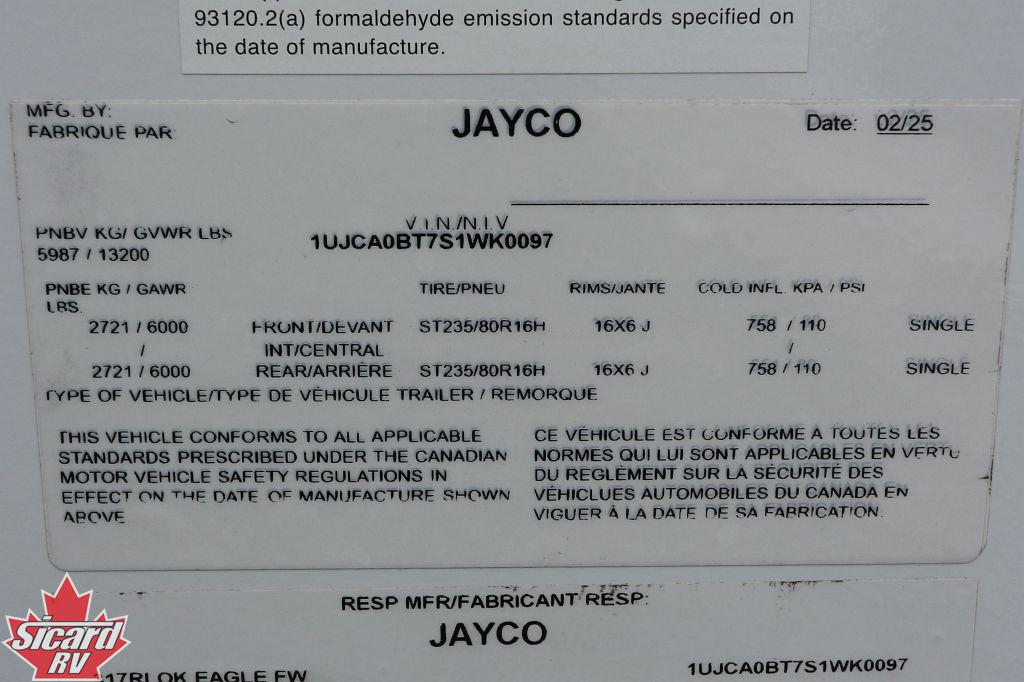 93120.2(a) formaldehyde emission standards specified on
the date of manufacture.
MFG. BY: JAYCO Date: 02/25
FABRIQUE PAR:
V.I.N./N.I.V
PNBV KG/ GVWR LBS 1UJCA0BT7S1WK0097
5987 / 13200
PNBE KG / GAWR TIRE/PNEU RIMS/JANTE COLD INFL. KPA / PSI
LBS.
2721 / 6000 FRONT/DEVANT ST235/80R16H 16X6 J 758 / 110 SINGLE
/ INT/CENTRAL /
2721 / 6000 REAR/ARRIÈRE ST235/80R16H 16X6 J 758 / 110 SINGLE
TYPE OF VEHICLE/TYPE DE VÉHICULE TRAILER / REMORQUE
THIS VEHICLE CONFORMS TO ALL APPLICABLE
STANDARDS PRESCRIBED UNDER THE CANADIAN
MOTOR VEHICLE SAFETY REGULATIONS IN
EFFECT ON THE DATE OF MANUFACTURE SHOWN
ABOVE
CE VÉHICULE EST CONFORME A TOUTES LES
NORMES QUI LUI SONT APPLICABLES EN VERTU
DU REGLÈMENT SUR LA SÉCURITÉ DES
VÉHICLUES AUTOMOBILES DU CANADA EN
VIGUER À LA DATE DE SA FABRICATION.
RESP MFR/FABRICANT RESP:
JAYCO
Sicard
RV
17RLOK EAGLE FW 1UJCA0BT7S1WK0097